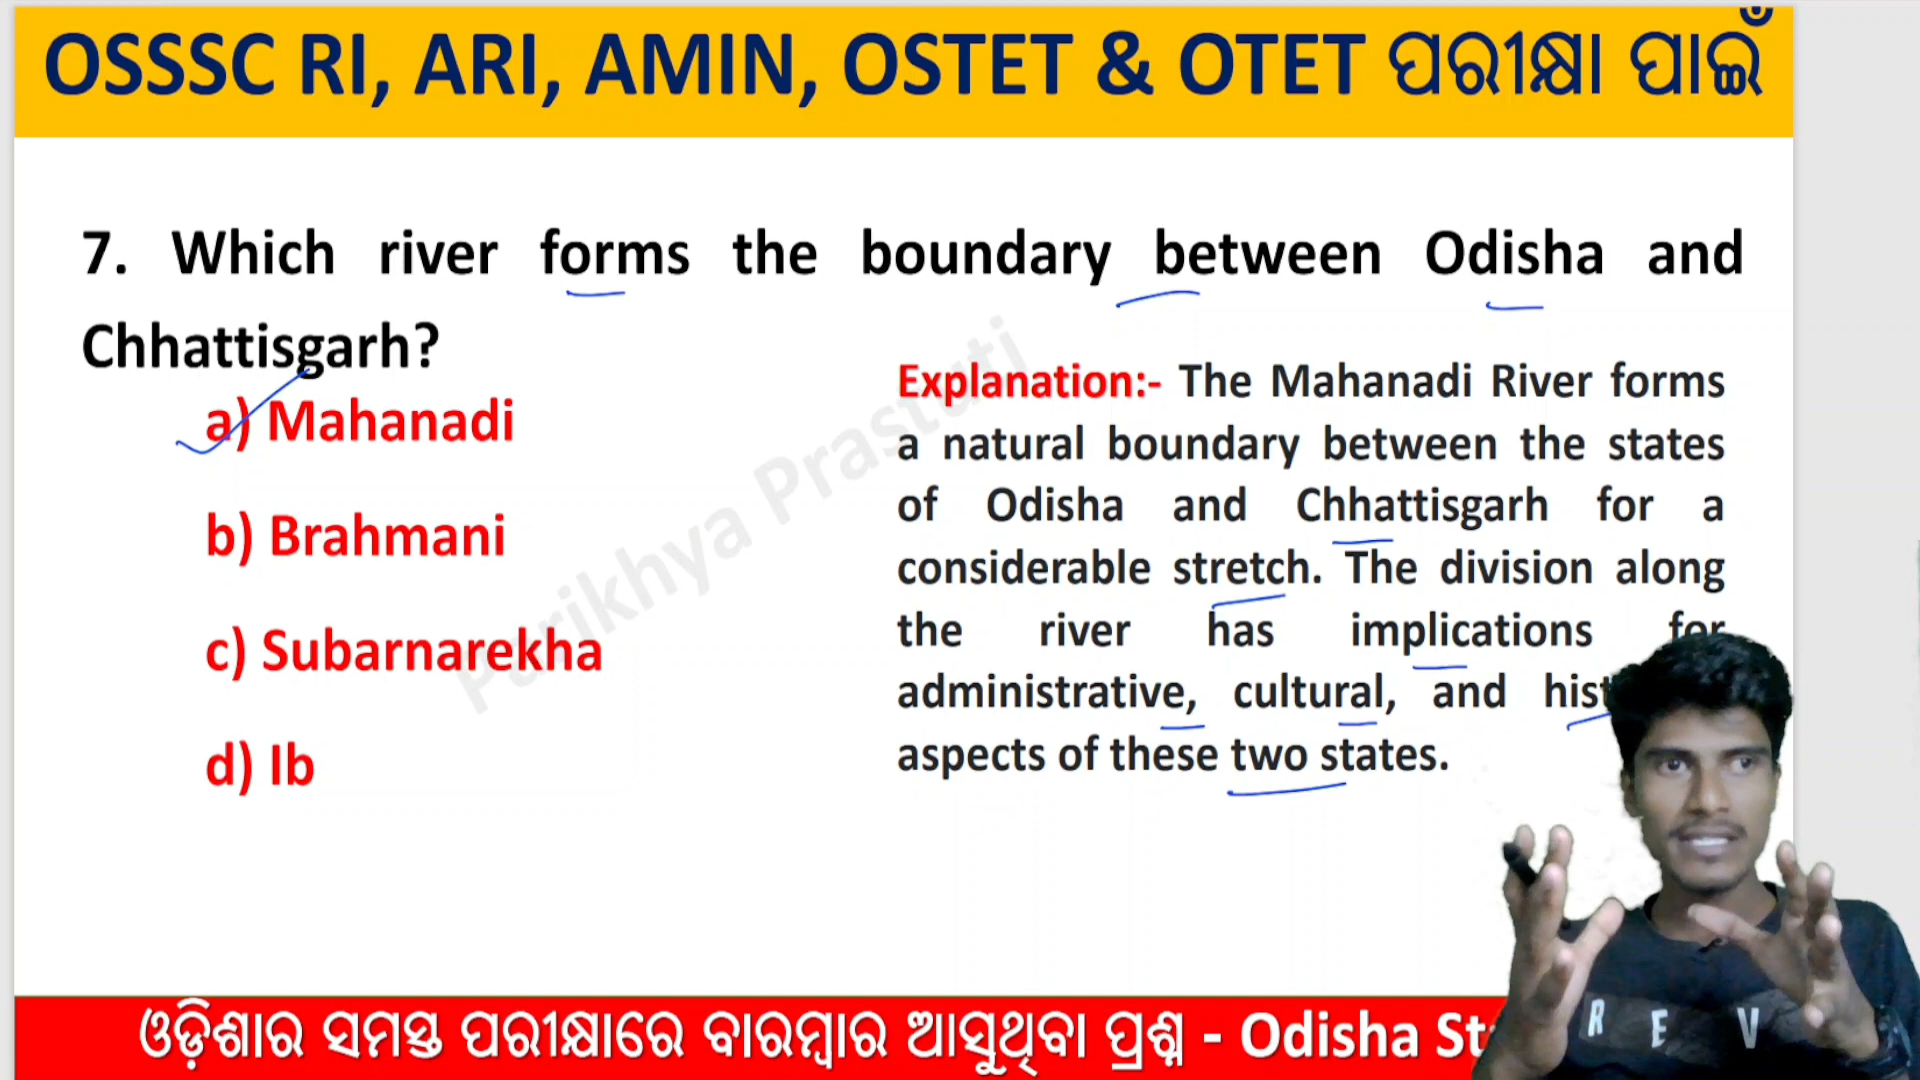 OSSSC RI, ARI, AMIN, OSTET & OTET ପରୀକ୍ଷା ପାଇଁ
7. Which river forms the boundary between Odisha and
Chhattisgarh?
a) Mahanadi
b) Brahmani
c) Subarnarekha
d) Ib
Explanation:- The Mahanadi River forms
a natural boundary between the states
of Odisha and Chhattisgarh for a
considerable stretch. The division along
the river has implications for
administrative, cultural, and
aspects of these two states.
Parikhya Prastuti
ଓଡ଼ିଶାର ସମସ୍ତ ପରୀକ୍ଷାରେ ବାରମ୍ବାର ଆସୁଥିବା ପ୍ରଶ୍ନ - Odisha
R E V